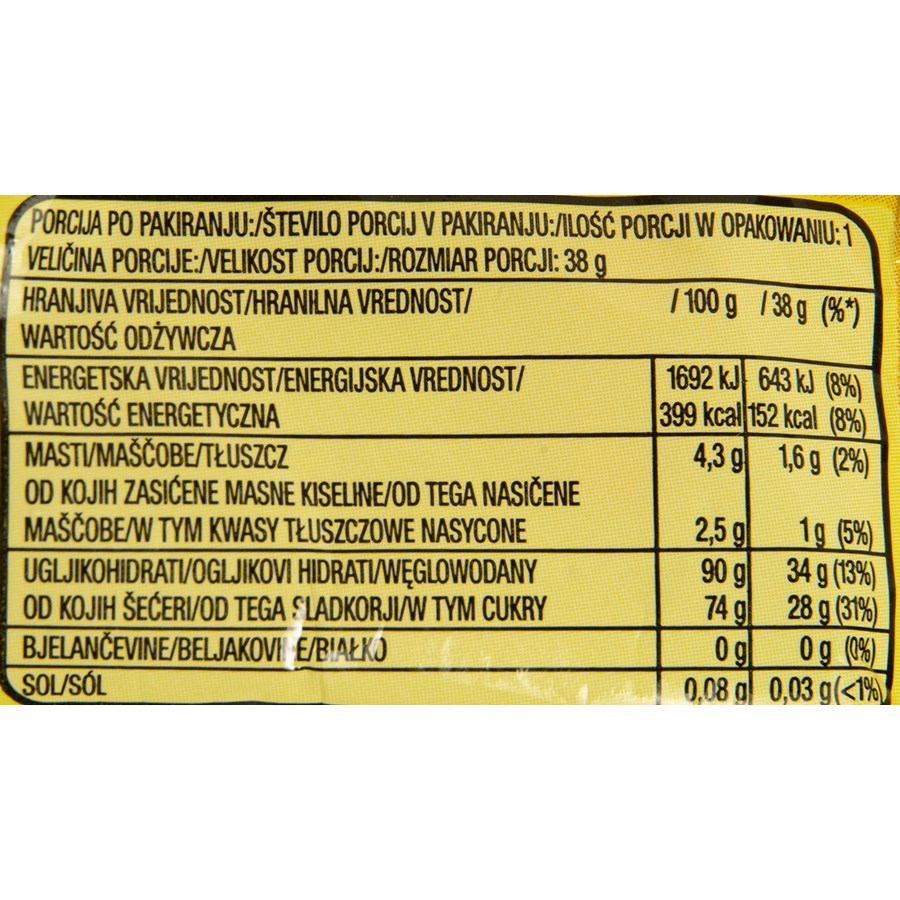 PORCIJA PO PAKIRANJU:/ŠTEVILO PORCIJ V PAKIRANJU:/ILOŚĆ PORCJI W OPAKOWANIU: 1
VELIČINA PORCIJE:/VELIKOST PORCIJ:/ROZMIAR PORCJI: 38 g
HRANJIVA VRIJEDNOST/HRANILNA VREDNOST/ / 100 g / 38 g (%*)
WARTOŚĆ ODŻYWCZA
ENERGETSKA VRIJEDNOST/ENERGIJSKA VREDNOST/ 1692 kJ 643 kJ (8%)
WARTOŚĆ ENERGETYCZNA 399 kcal 152 kcal (8%)
MASTI/MAŠČOBE/TŁUSZCZ 4,3 g 1,6 g (2%)
OD KOJIH ZASIĆENE MASNE KISELINE/OD TEGA NASIČENE
MAŠČOBE/W TYM KWASY TŁUSZCZOWE NASYCONE 2,5 g 1 g (5%)
UGLJIKOHIDRATI/OGLJIKOVI HIDRATI/WĘGLOWODANY 90 g 34 g (13%)
OD KOJIH ŠEĆERI/OD TEGA SLADKORJI/W TYM CUKRY 74 g 28 g (31%)
BJELANČEVINE/BELJAKOVINE/BIAŁKO 0 g 0 g (0%)
SOL/SÓL 0,08 g 0,03 g (<1%)